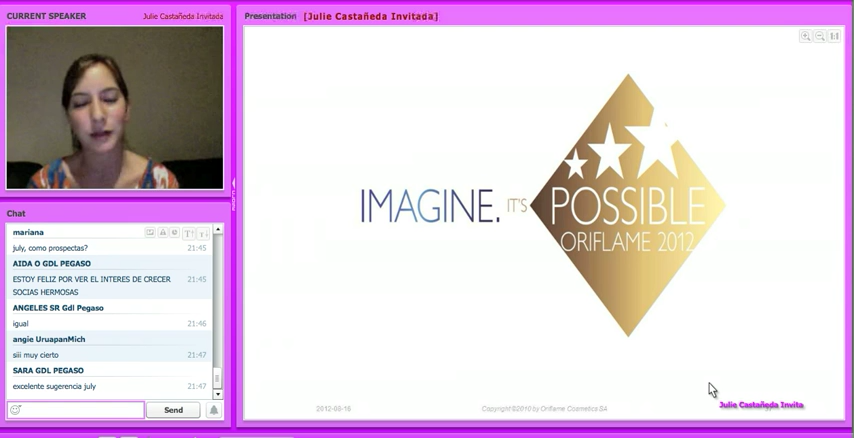 CURRENT SPEAKER
Julie Castañeda Invitada
Presentation [Julie Castañeda Invitada]
1:1
IMAGINE. IT'S POSSIBLE
ORIFLAME 2012
Chat
mariana
july, como prospectas? 21:45
AIDA O GDL PEGASO
ESTOY FELIZ POR VER EL INTERES DE CRECER 21:45
SOCIAS HERMOSAS
ANGELES SR Gdl Pegaso
igual 21:46
angie UruapanMich
siii muy cierto 21:47
SARA GDL PEGASO
excelente sugerencia july 21:47
Send
2012-08-16
Copyright ©2010 by Oriflame Cosmetics SA
Julie Castañeda Invita